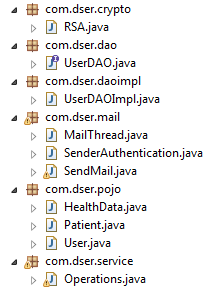 com.dser.crypto
RSA.java
com.dser.dao
UserDAO.java
com.dser.daoimpl
UserDAOImpl.java
com.dser.mail
MailThread.java
SenderAuthentication.java
SendMail.java
com.dser.pojo
HealthData.java
Patient.java
User.java
com.dser.service
Operations.java